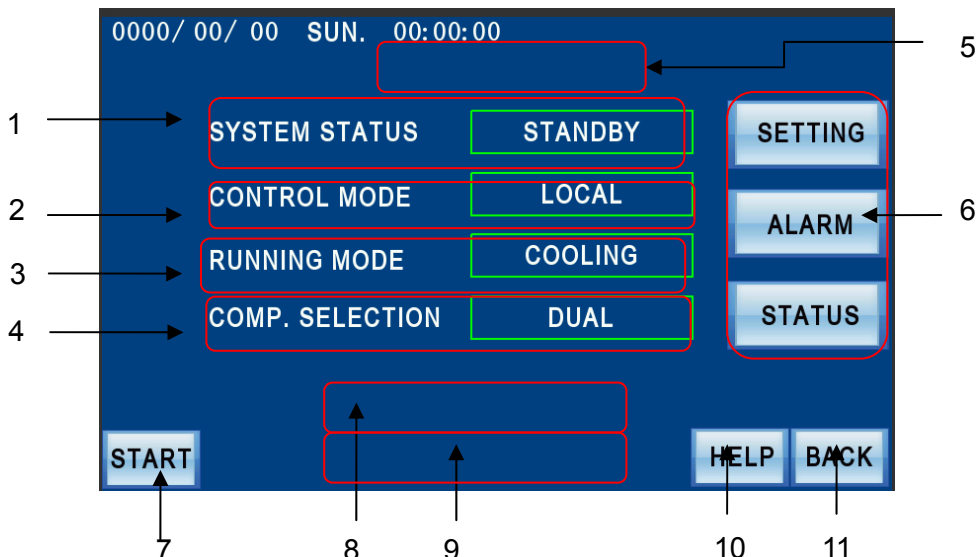 0000/ 00/ 00 SUN. 00:00:00
5
1 SYSTEM STATUS STANDBY SETTING
2 CONTROL MODE LOCAL ALARM 6
3 RUNNING MODE COOLING
4 COMP. SELECTION DUAL STATUS
START HELP BACK
7 8 9 10 11